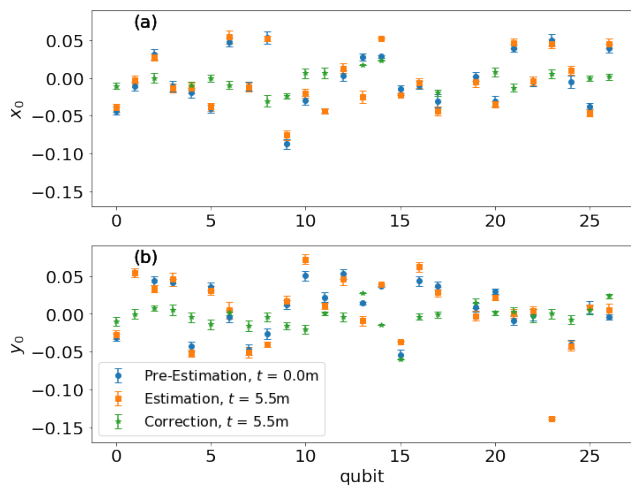 (a)
x₀
0.05
0.00
−0.05
−0.10
−0.15
0 5 10 15 20 25
(b)
y₀
0.05
0.00
−0.05
−0.10
−0.15
Pre-Estimation, t = 0.0m
Estimation, t = 5.5m
Correction, t = 5.5m
0 5 10 15 20 25
qubit